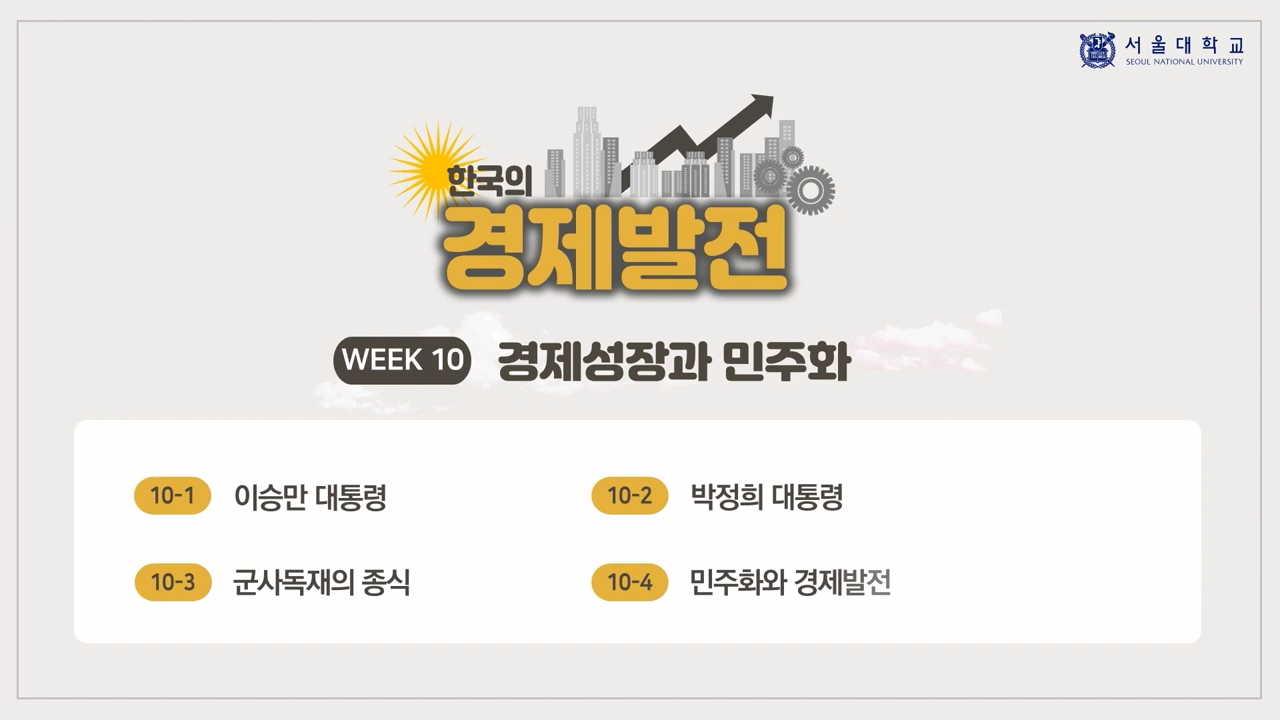 서울대학교
SEOUL NATIONAL UNIVERSITY
한국의
경제발전
WEEK 10 경제성장과 민주화
10-1 이승만 대통령
10-2 박정희 대통령
10-3 군사독재의 종식
10-4 민주화와 경제발전